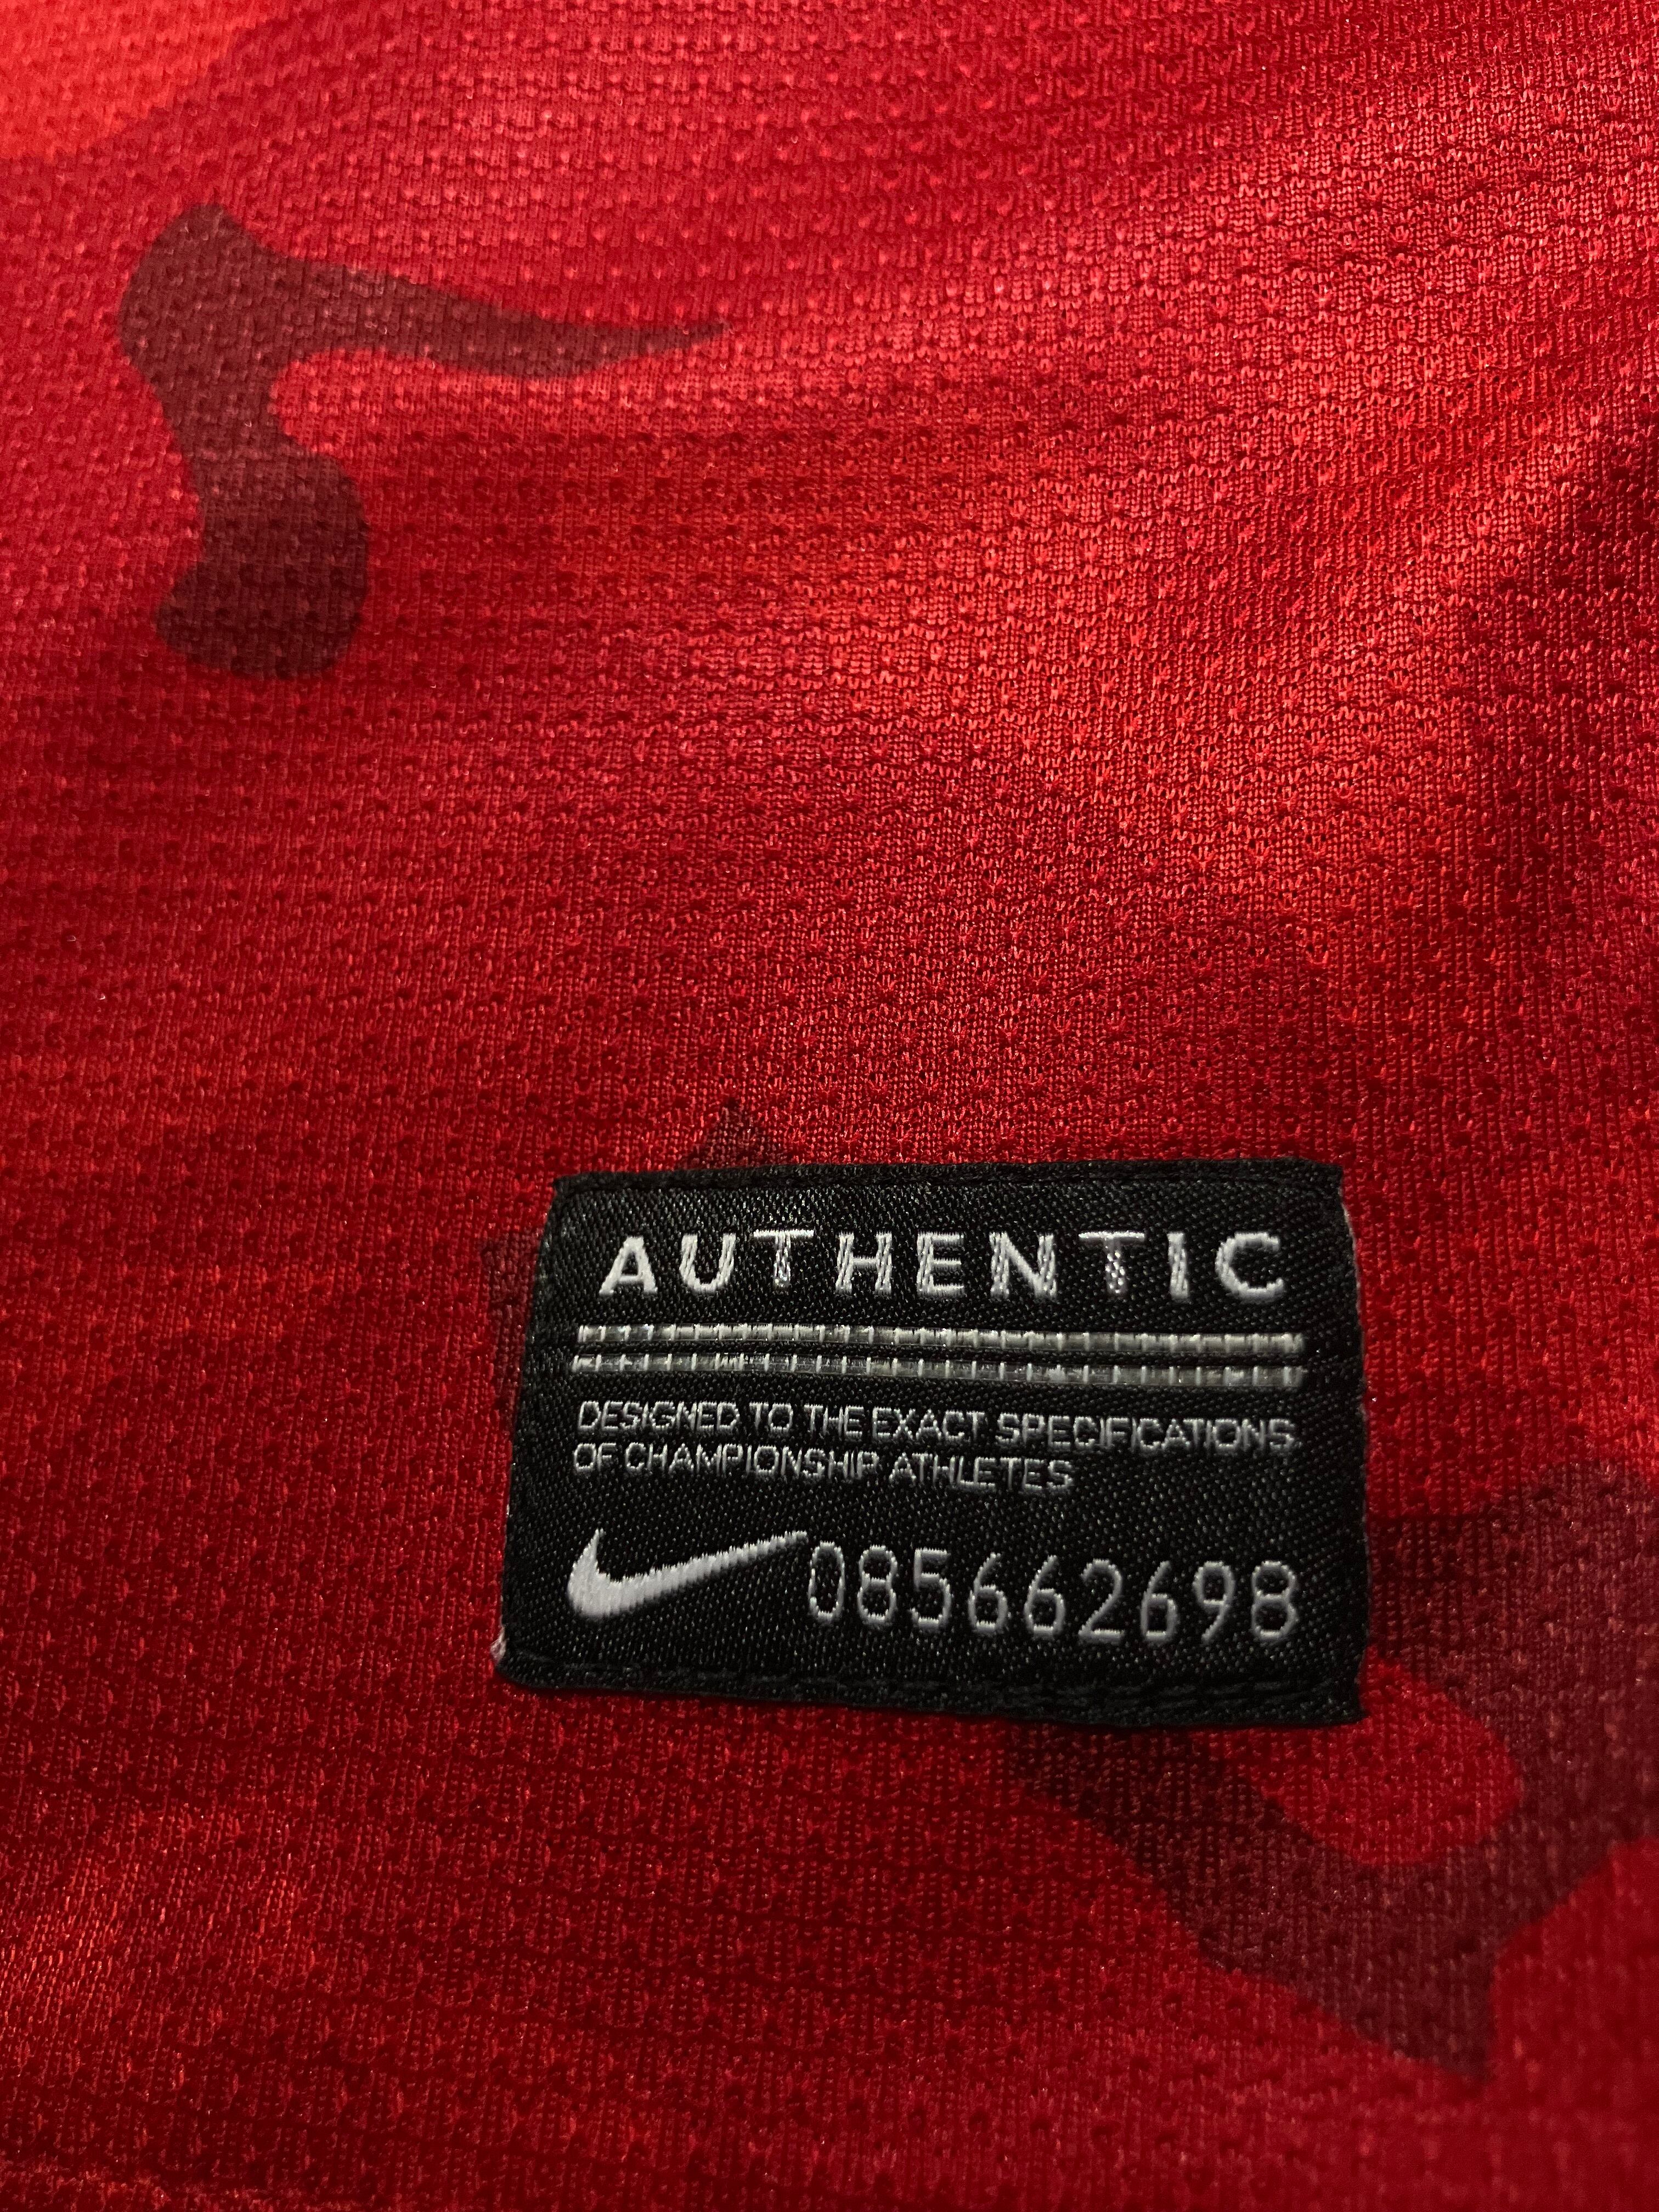 AUTHENTIC
DESIGNED TO THE EXACT SPECIFICATIONS
OF CHAMPIONSHIP ATHLETES
085662698